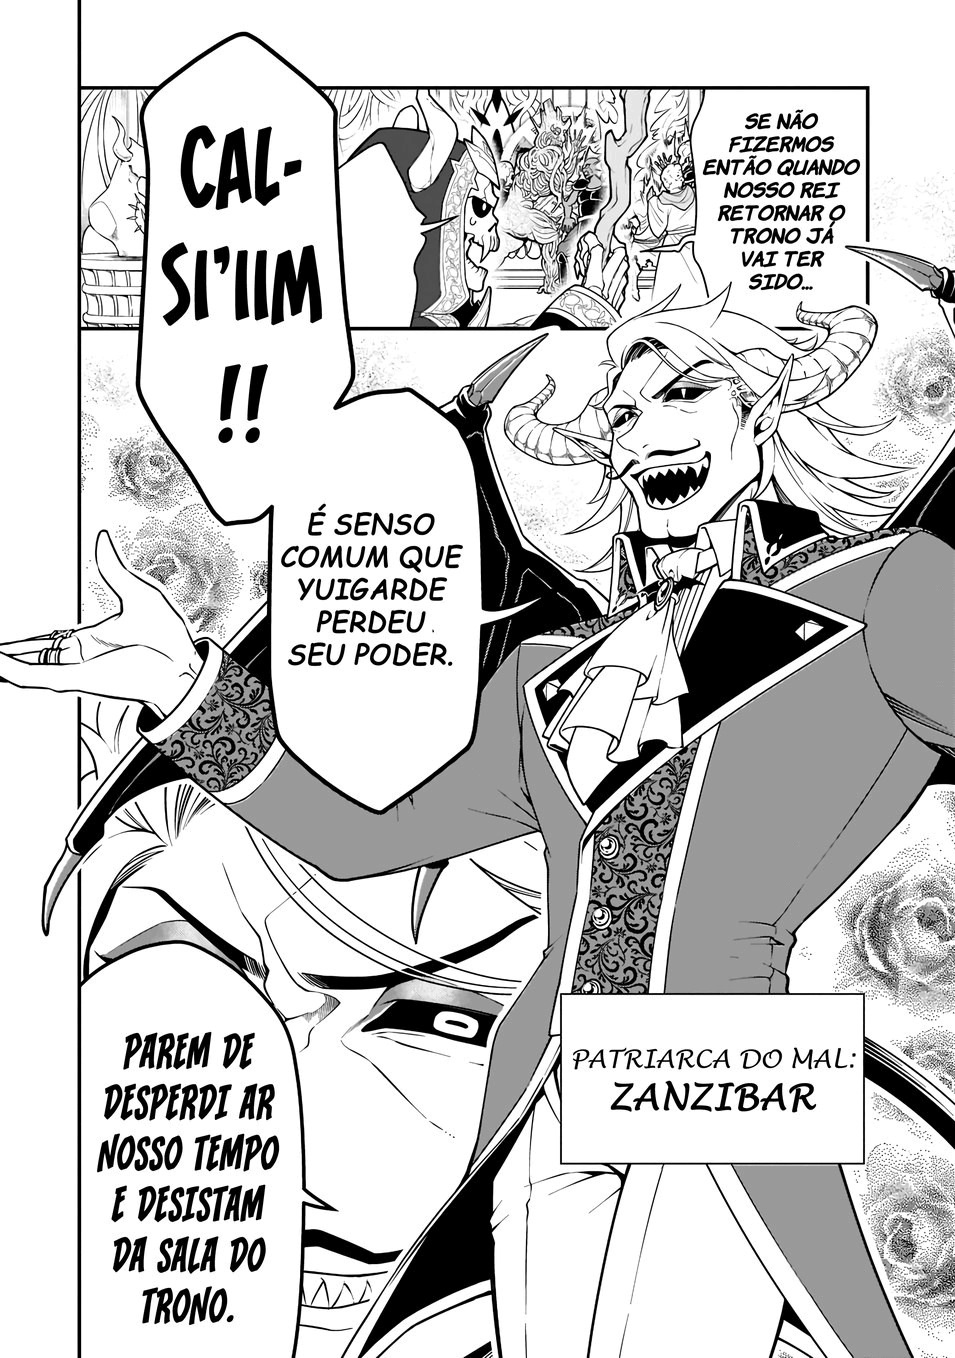 SE NÃO
FIZERMOS
ENTÃO QUANDO
NOSSO REI
RETORNAR O
TRONO JÁ
VAI TER
SIDO...
CAL-
SI'IIM
!!
É SENSO
COMUM QUE
YUIGARDE
PERDEU
SEU PODER.
PATRIARCA DO MAL:
ZANZIBAR
PAREM DE
DESPERDI AR
NOSSO TEMPO
E DESISTAM
DA SALA DO
TRONO.